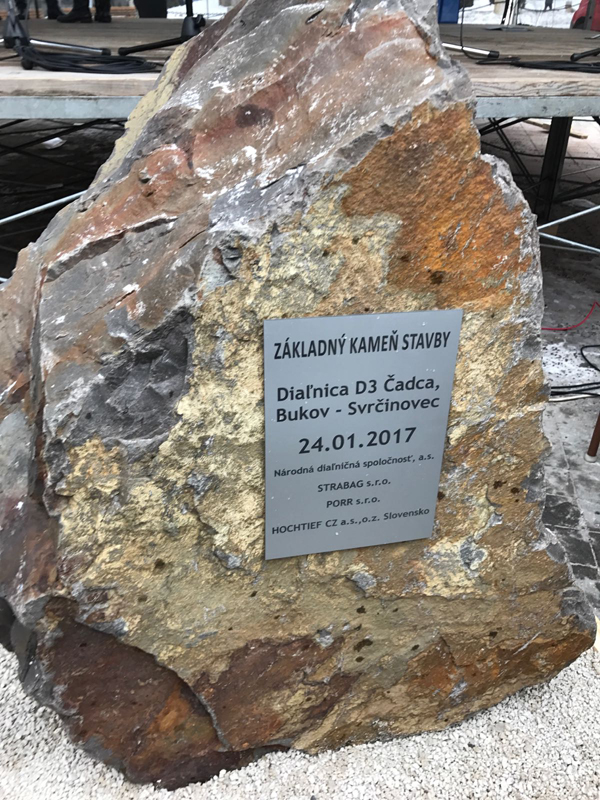 ZÁKLADNÝ KAMEŇ STAVBY
Diaľnica D3 Čadca,
Bukov - Svrčinovec
24.01.2017
Národná diaľničná spoločnosť, a.s.
STRABAG s.r.o.
PORR s.r.o.
HOCHTIEF CZ a.s.,o.z. Slovensko